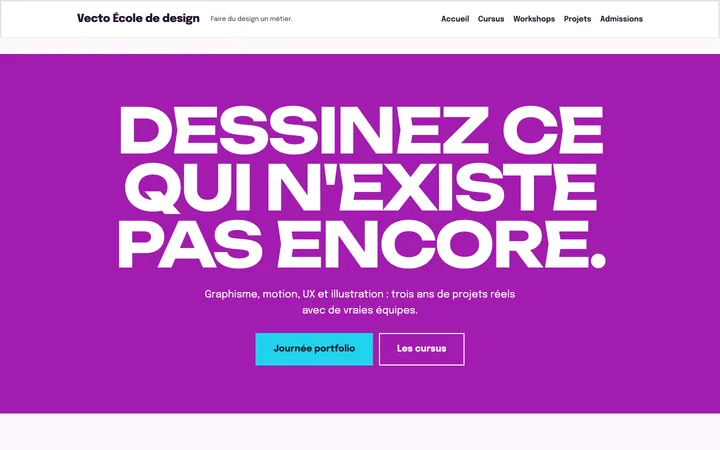 Vecto École de design
Faire du design un métier.
Accueil Cursus Workshops Projets Admissions
DESSINEZ CE
QUI N'EXISTE
PAS ENCORE.
Graphisme, motion, UX et illustration : trois ans de projets réels
avec de vraies équipes.
Journée portfolio
Les cursus